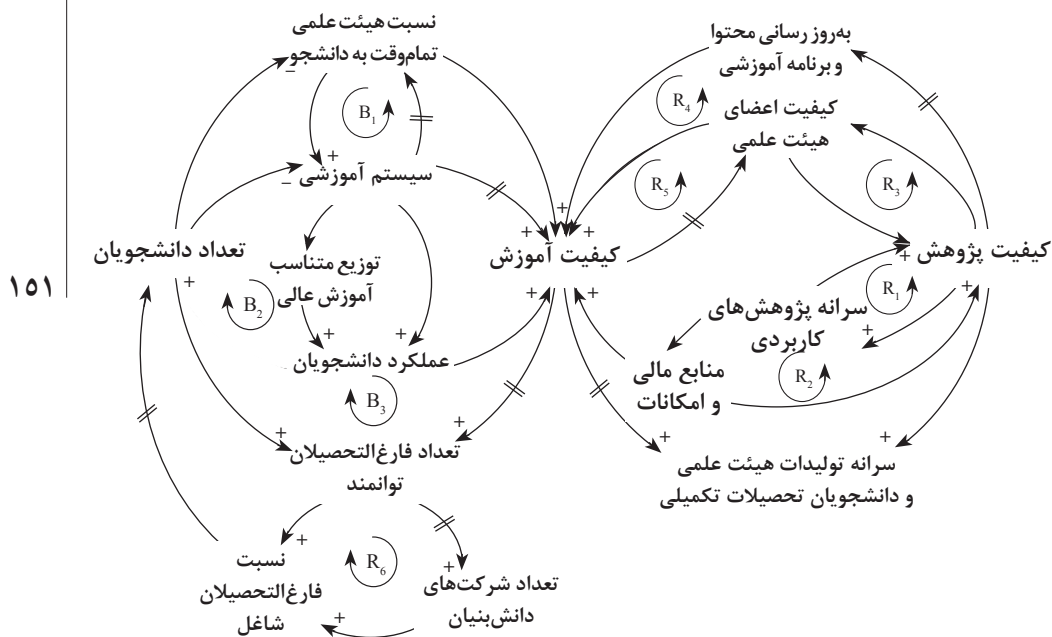 نسبت هیئت علمی
تمام‌وقت به دانشجو
به‌روز رسانی محتوا
و برنامه آموزشی
کیفیت اعضای
هیئت علمی
سیستم آموزشی
تعداد دانشجویان
توزیع متناسب
آموزش عالی
کیفیت آموزش
کیفیت پژوهش
سرانه پژوهش‌های
کاربردی
عملکرد دانشجویان
منابع مالی
و امکانات
تعداد فارغ‌التحصیلان
توانمند
سرانه تولیدات هیئت علمی
و دانشجویان تحصیلات تکمیلی
نسبت
فارغ‌التحصیلان
شاغل
تعداد شرکت‌های
دانش‌بنیان
B1
B2
B3
R4
R5
R3
R1
R2
R6
۱۵۱